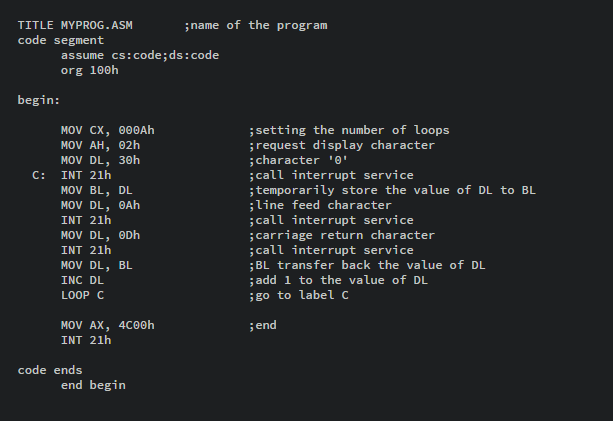 TITLE MYPROG.ASM ;name of the program
code segment
assume cs:code;ds:code
org 100h
begin:
MOV CX, 000Ah ;setting the number of loops
MOV AH, 02h ;request display character
MOV DL, 30h ;character '0'
C: INT 21h ;call interrupt service
MOV BL, DL ;temporarily store the value of DL to BL
MOV DL, 0Ah ;line feed character
INT 21h ;call interrupt service
MOV DL, 0Dh ;carriage return character
INT 21h ;call interrupt service
MOV DL, BL ;BL transfer back the value of DL
INC DL ;add 1 to the value of DL
LOOP C ;go to label C
MOV AX, 4C00h ;end
INT 21h
code ends
end begin